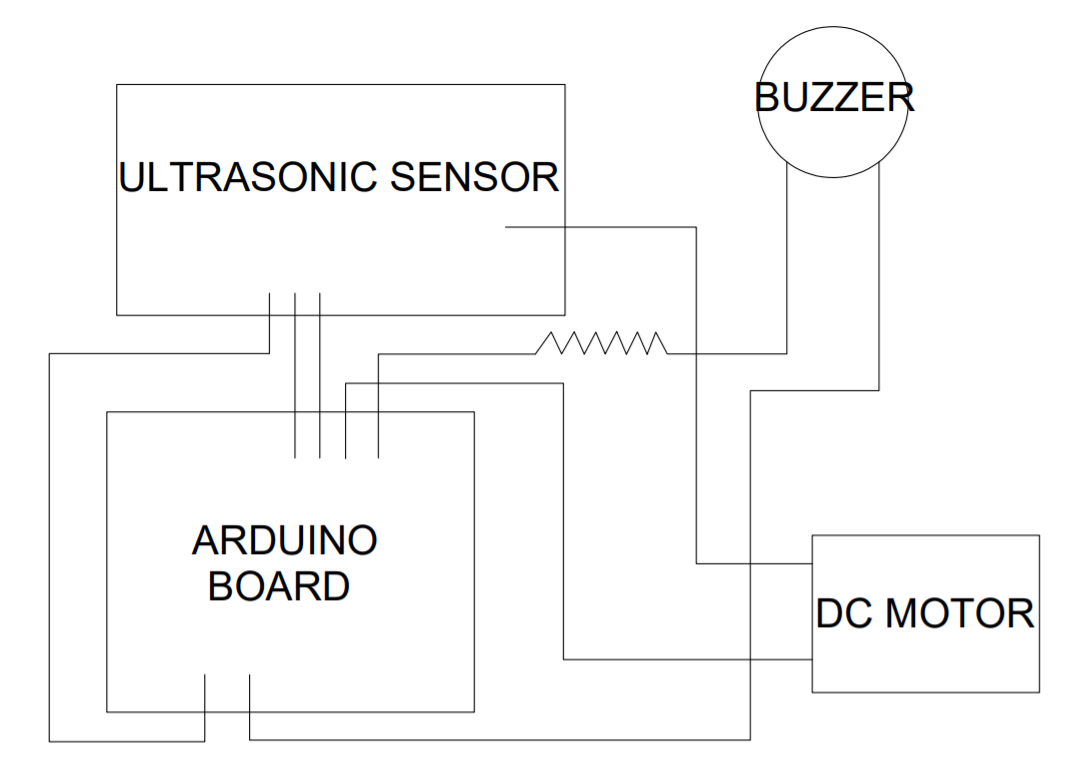 BUZZER
ULTRASONIC SENSOR
ARDUINO
BOARD
DC MOTOR